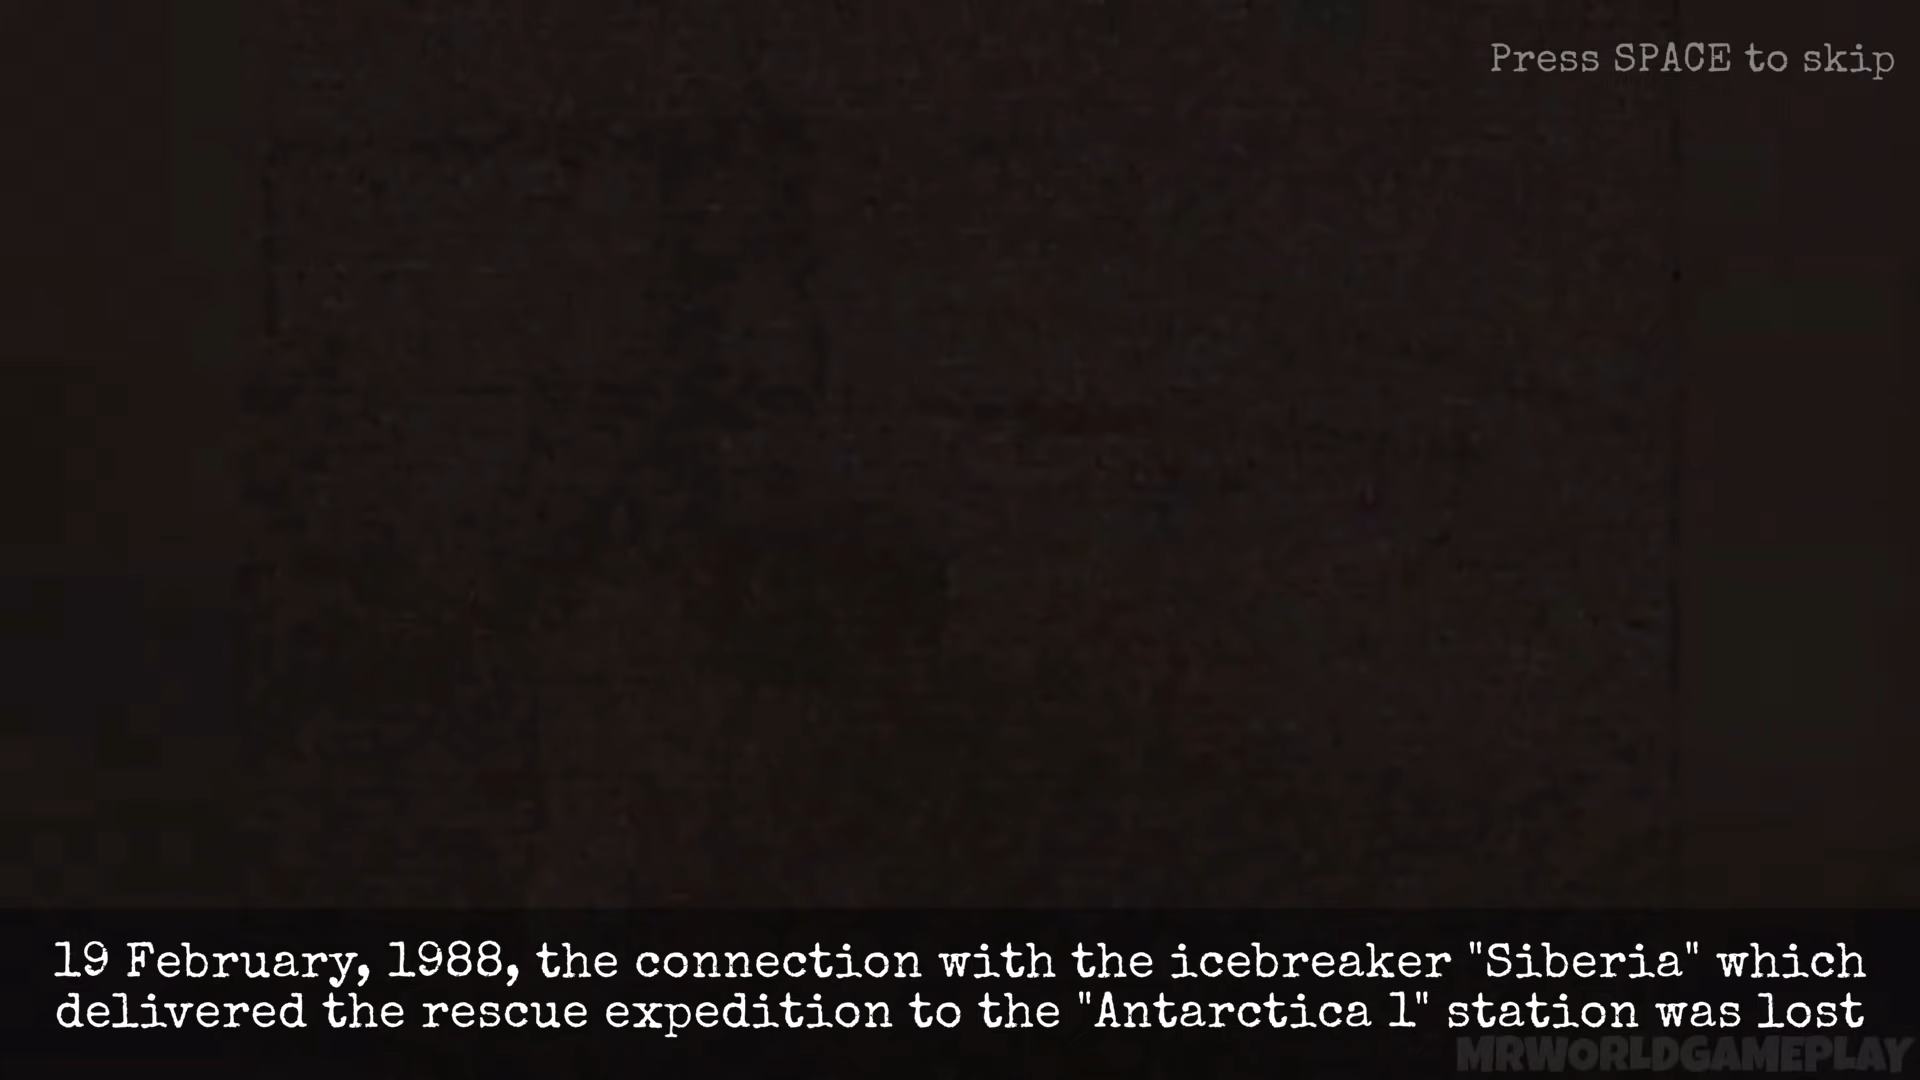 Press SPACE to skip
19 February, 1988, the connection with the icebreaker "Siberia" which
delivered the rescue expedition to the "Antarctica 1" station was lost
MRWORLDGAMEPLAY